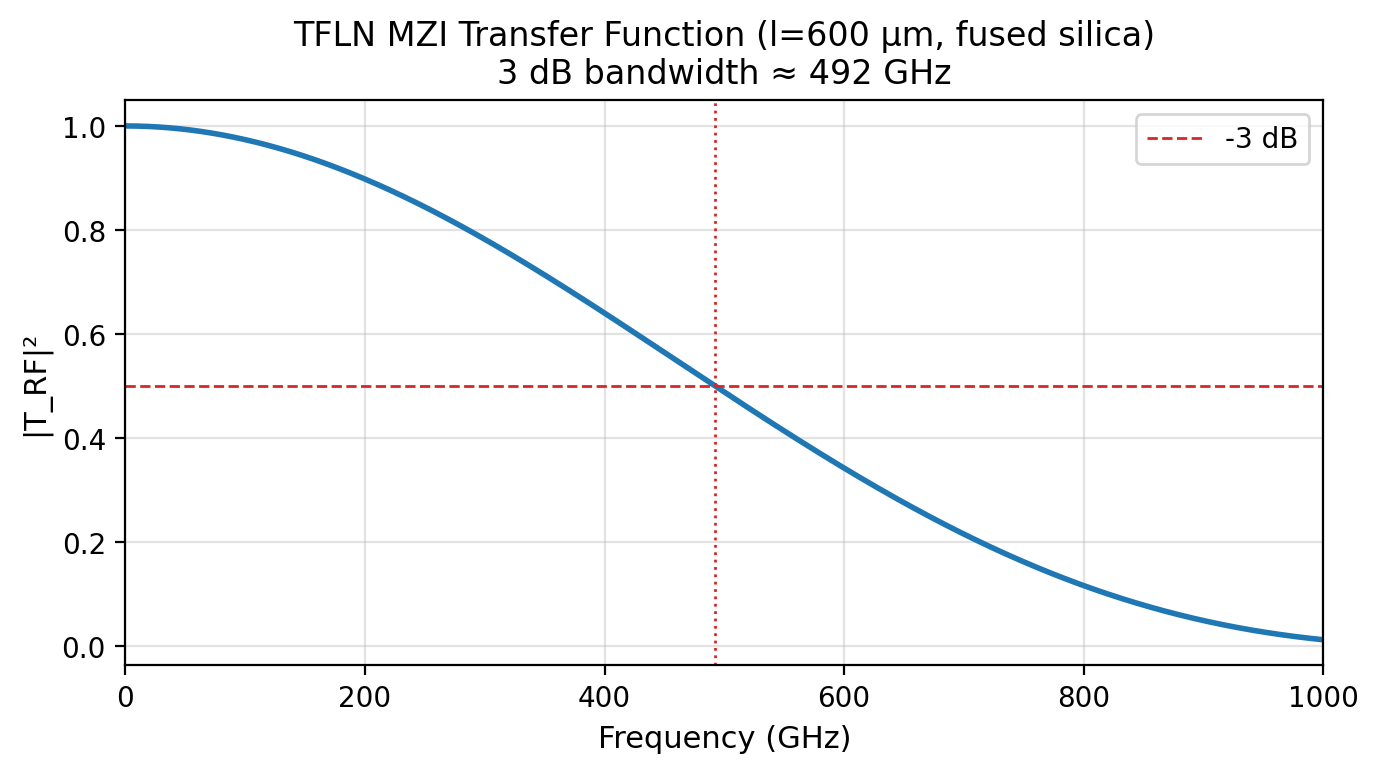 TFLN MZI Transfer Function (l=600 μm, fused silica)
3 dB bandwidth ≈ 492 GHz
|T_RF|²
1.0
0.8
0.6
0.4
0.2
0.0
-3 dB
0 200 400 600 800 1000
Frequency (GHz)